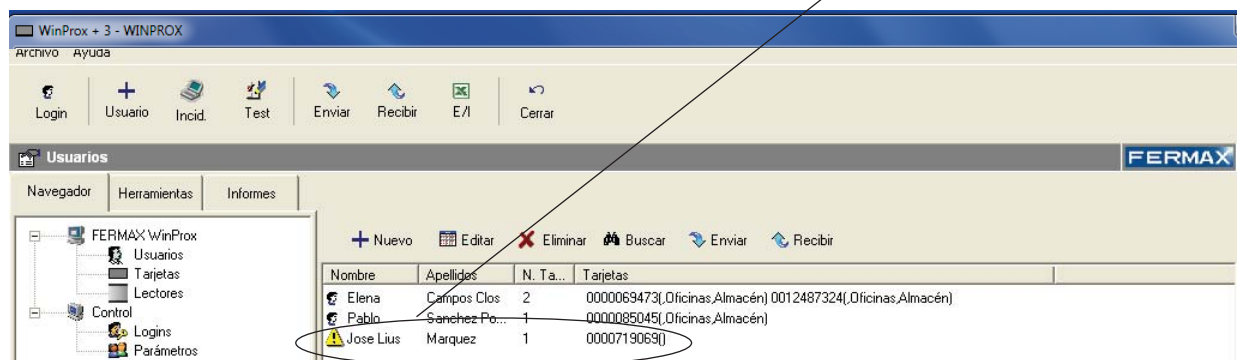 WinProx + 3 - WINPROX
Archivo Ayuda
Login Usuario Incid. Test Enviar Recibir E/I Cerrar
Usuarios FERMAX
Navegador Herramientas Informes
FERMAX WinProx
Usuarios
Tarjetas
Lectores
Control
Logins
Parámetros
Nuevo Editar Eliminar Buscar Enviar Recibir
Nombre Apellidos N. Ta... Tarjetas
Elena Campos Clos 2 0000069473(,Oficinas,Almacén) 0012487324(,Oficinas,Almacén)
Pablo Sanchez Po... 1 0000085045(,Oficinas,Almacén)
Jose Lius Marquez 1 0000719069()